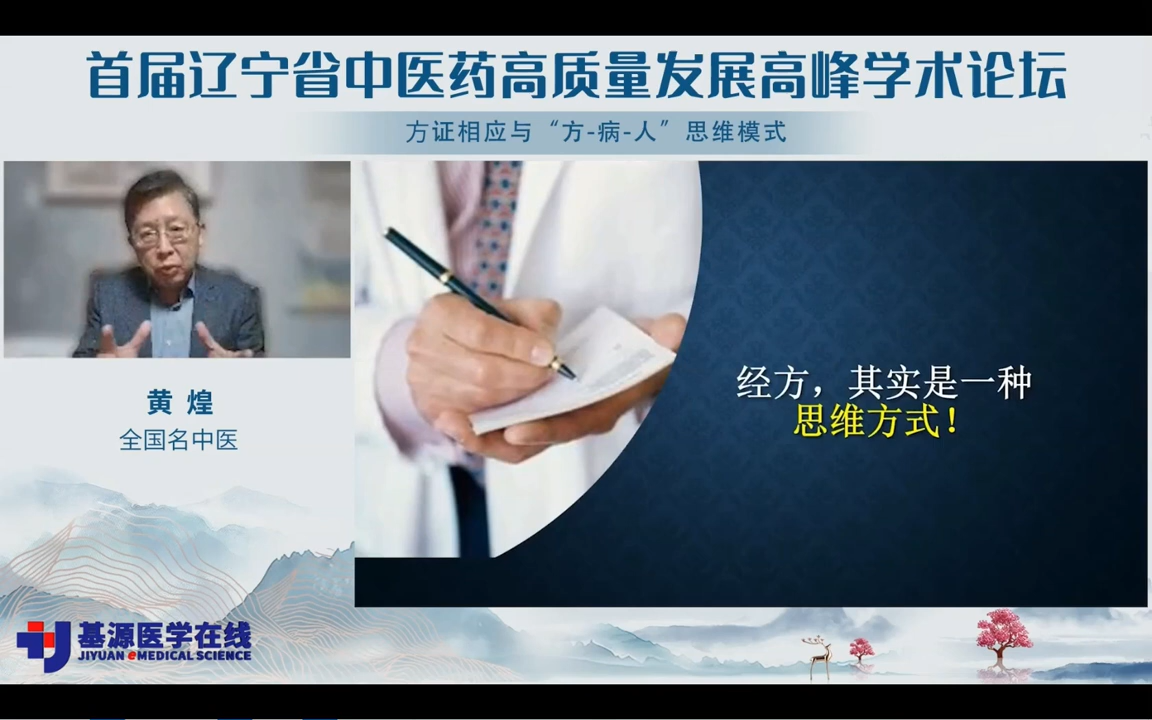 首届辽宁省中医药高质量发展高峰学术论坛
方证相应与“方-病-人”思维模式
黄 煌
全国名中医
经方，其实是一种
思维方式！
基源医学在线
JIYUAN eMEDICAL SCIENCE